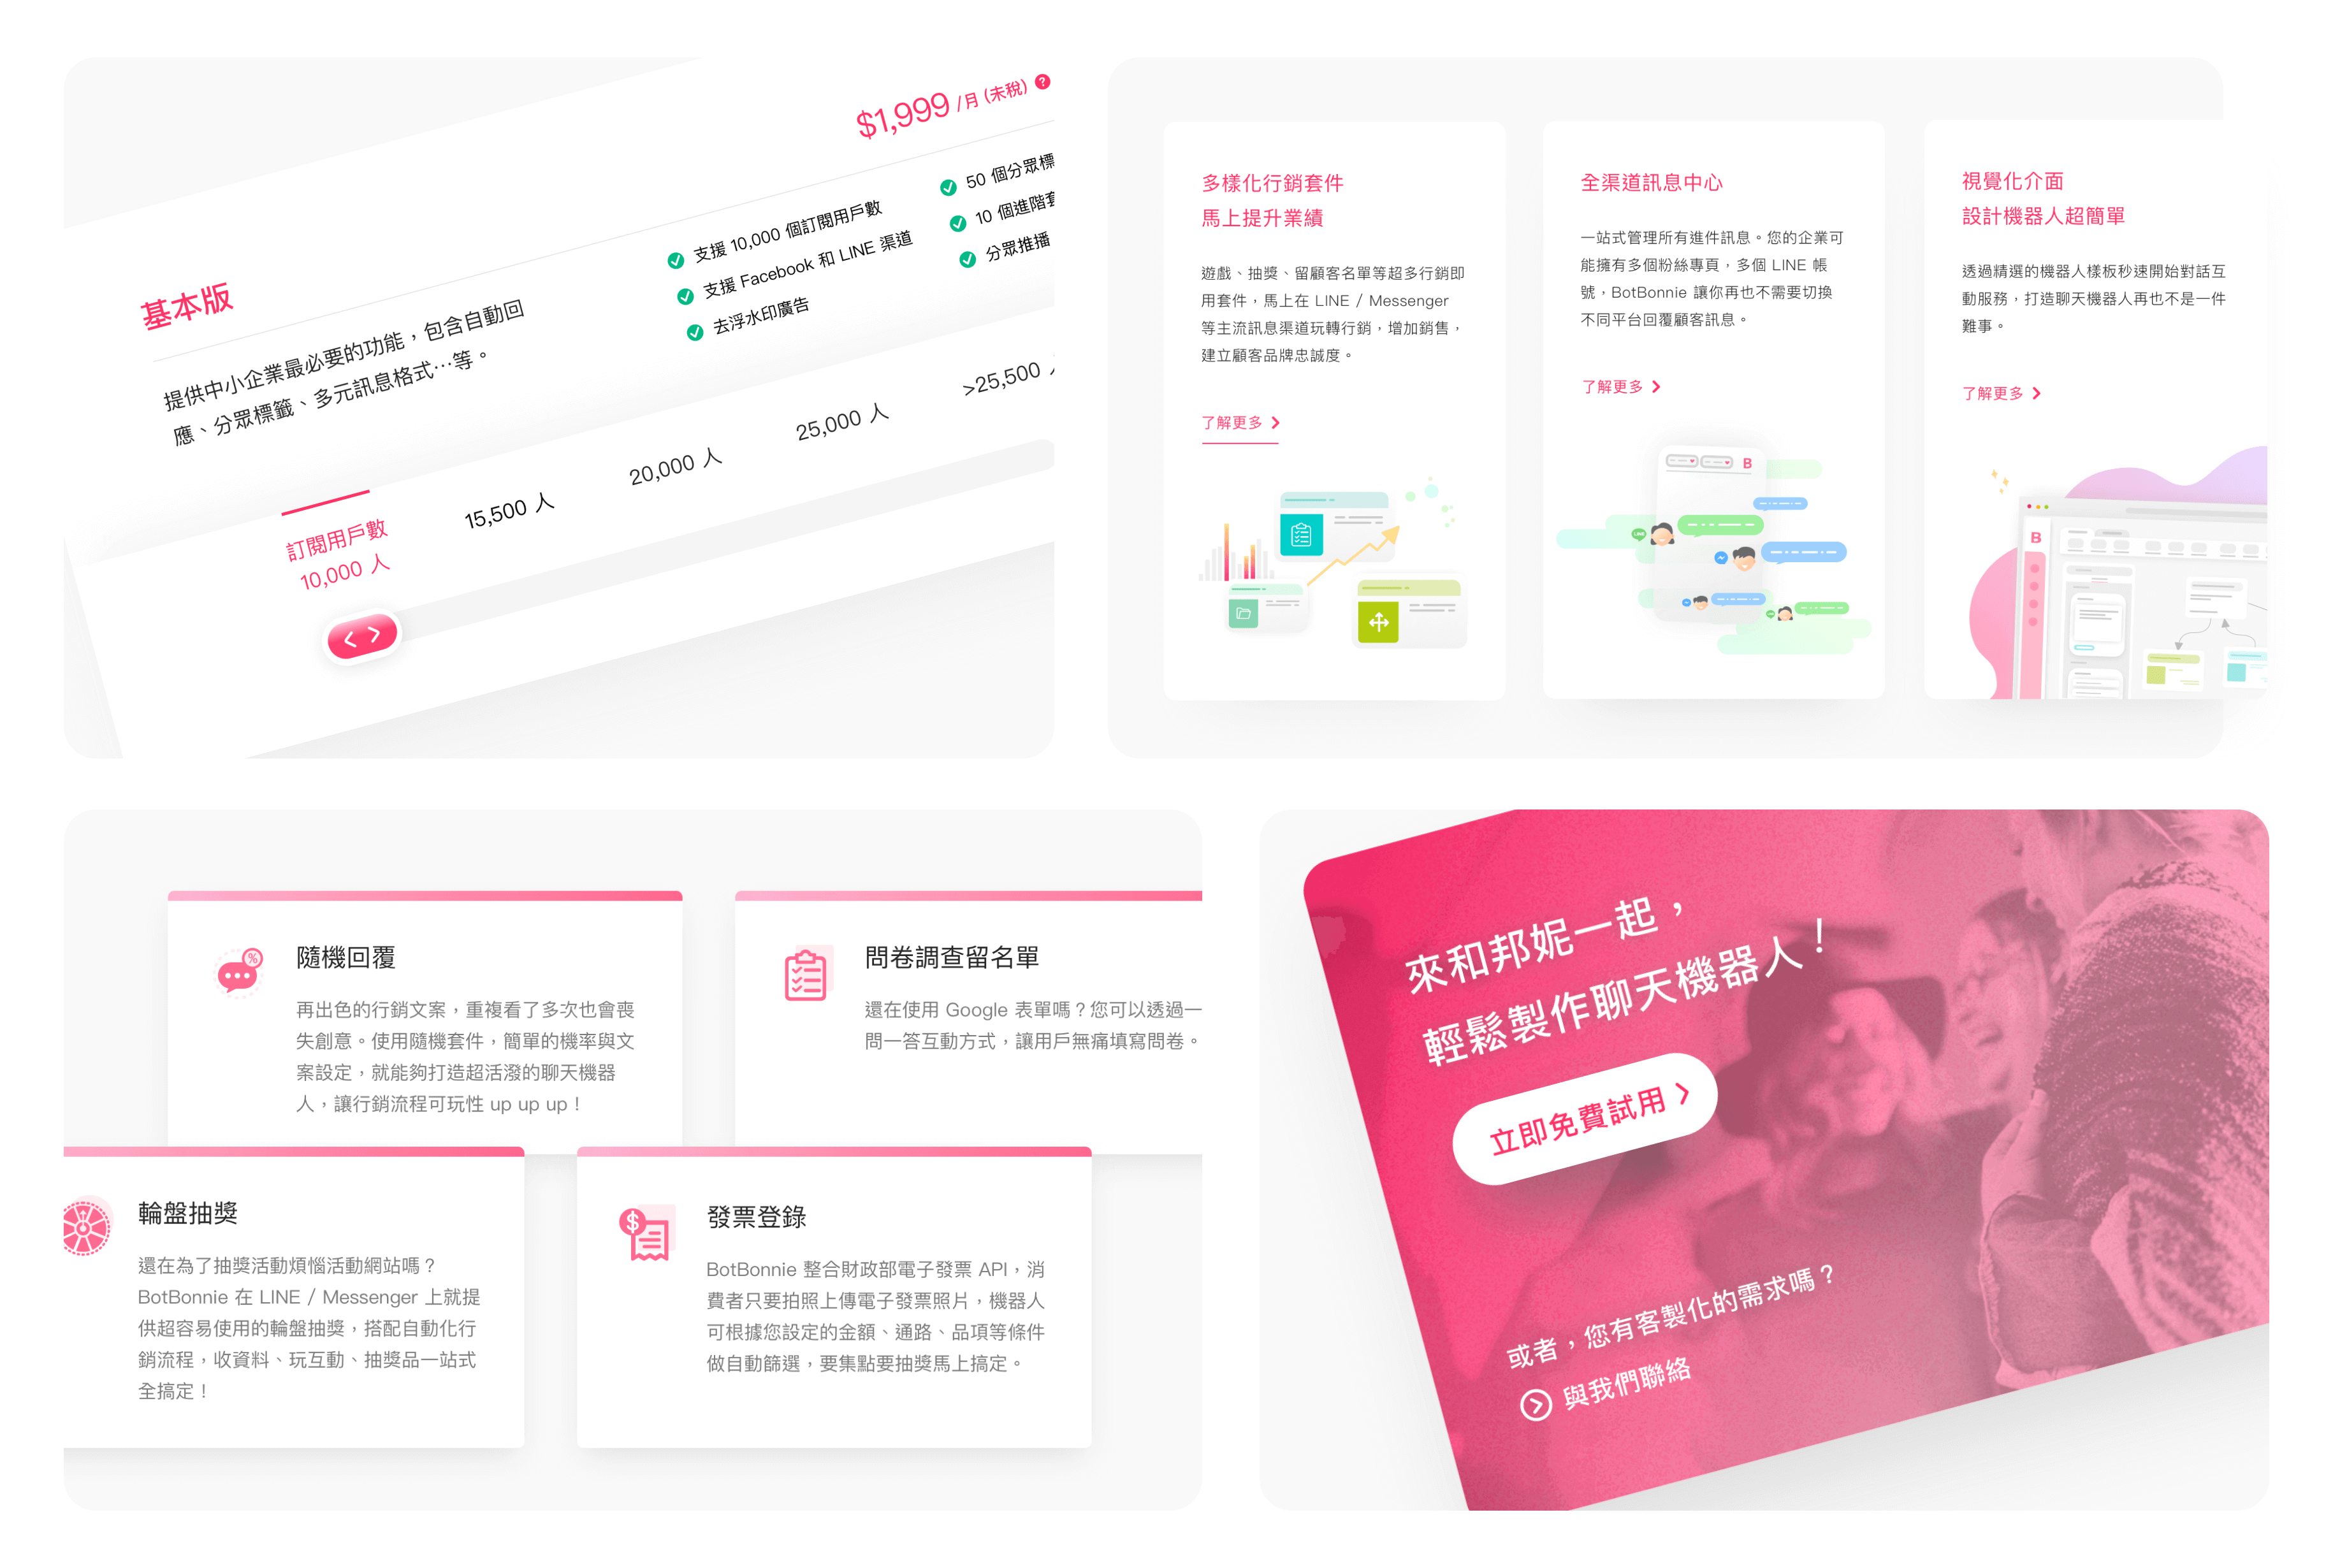 $1,999 /月 (未稅) ?
基本版
提供中小企業最必要的功能，包含自動回
應、分眾標籤、多元訊息格式…等。
支援 10,000 個訂閱用戶數
支援 Facebook 和 LINE 渠道
去浮水印廣告
50 個分眾標
10 個進階套
分眾推播
訂閱用戶數
10,000 人
15,500 人
20,000 人
25,000 人
>25,500 人
多樣化行銷套件
馬上提升業績
遊戲、抽獎、留顧客名單等超多行銷即
用套件，馬上在 LINE / Messenger
等主流訊息渠道玩轉行銷，增加銷售，
建立顧客品牌忠誠度。
了解更多
全渠道訊息中心
一站式管理所有進件訊息。您的企業可
能擁有多個粉絲專頁，多個 LINE 帳
號，BotBonnie 讓你再也不需要切換
不同平台回覆顧客訊息。
了解更多
B
LINE
視覺化介面
設計機器人超簡單
透過精選的機器人樣板秒速開始對話互
動服務，打造聊天機器人再也不是一件
難事。
了解更多
B
隨機回覆
再出色的行銷文案，重複看了多次也會喪
失創意。使用隨機套件，簡單的機率與文
案設定，就能夠打造超活潑的聊天機器
人，讓行銷流程可玩性 up up up！
問卷調查留名單
還在使用 Google 表單嗎？您可以透過一
問一答互動方式，讓用戶無痛填寫問卷。
輪盤抽獎
還在為了抽獎活動煩惱活動網站嗎？
BotBonnie 在 LINE / Messenger 上就提
供超容易使用的輪盤抽獎，搭配自動化行
銷流程，收資料、玩互動、抽獎品一站式
全搞定！
發票登錄
BotBonnie 整合財政部電子發票 API，消
費者只要拍照上傳電子發票照片，機器人
可根據您設定的金額、通路、品項等條件
做自動篩選，要集點要抽獎馬上搞定。
來和邦妮一起，
輕鬆製作聊天機器人！
立即免費試用
或者，您有客製化的需求嗎？
與我們聯絡